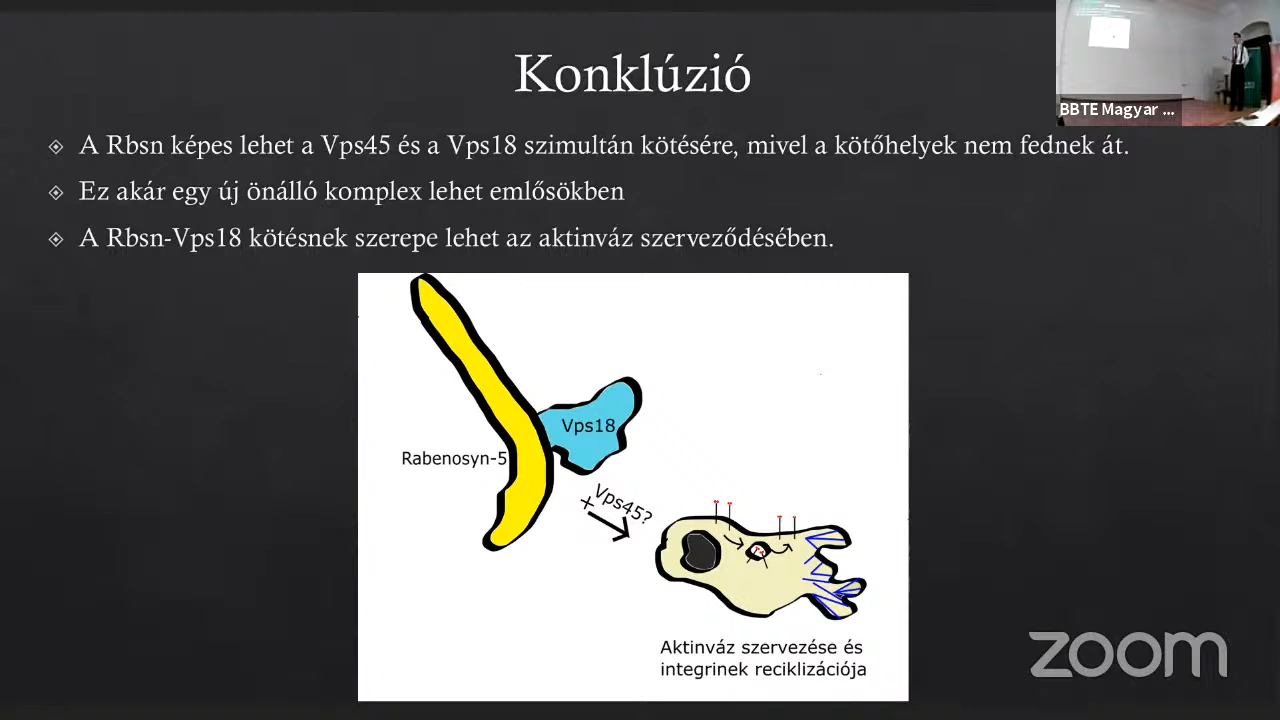 Konklúzió
BBTE Magyar ...
A Rbsn képes lehet a Vps45 és a Vps18 szimultán kötésére, mivel a kötőhelyek nem fednek át.
Ez akár egy új önálló komplex lehet emlősökben
A Rbsn-Vps18 kötésnek szerepe lehet az aktinváz szerveződésében.
Vps18
Rabenosyn-5
+ Vps45?
Aktinváz szervezése és
integrinek reciklizációja
zoom